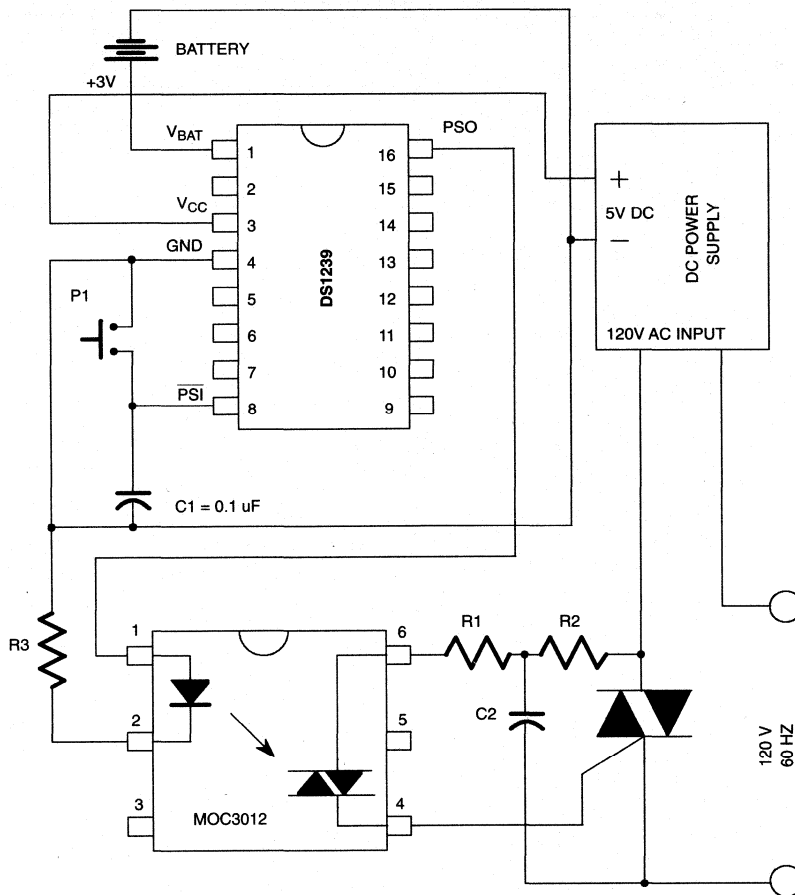 BATTERY
+3V
VBAT
PSO
1
16
2
15
VCC
3
14
GND
4
13
5
12
6
11
7
10
PSI
8
9
DS1239
P1
C1 = 0.1 uF
+
5V DC
−
DC POWER
SUPPLY
120V AC INPUT
R3
1
6
2
5
3
4
MOC3012
R1
R2
C2
120 V
60 HZ